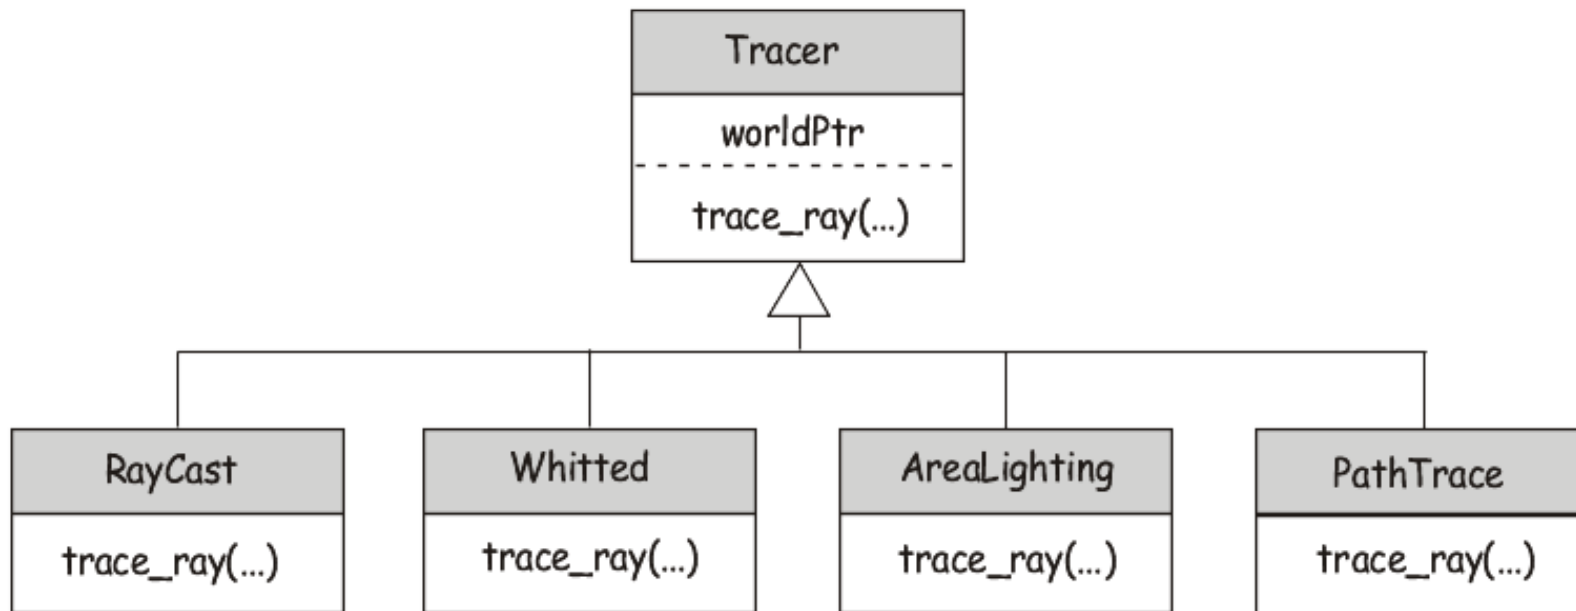 Tracer
worldPtr
trace_ray(...)
RayCast
Whitted
AreaLighting
PathTrace
trace_ray(...)
trace_ray(...)
trace_ray(...)
trace_ray(...)